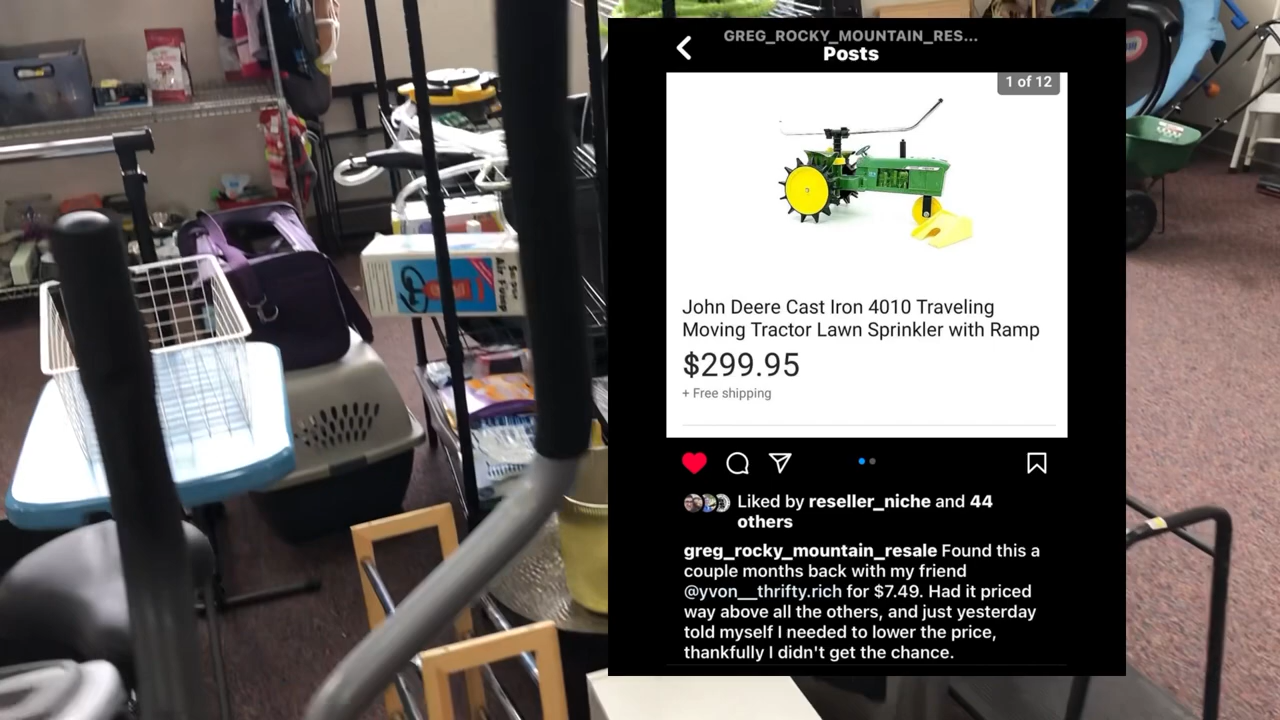 GREG_ROCKY_MOUNTAIN_RES...
Posts
1 of 12
John Deere Cast Iron 4010 Traveling
Moving Tractor Lawn Sprinkler with Ramp
$299.95
+ Free shipping
Liked by reseller_niche and 44
others
greg_rocky_mountain_resale Found this a
couple months back with my friend
@yvon__thrifty.rich for $7.49. Had it priced
way above all the others, and just yesterday
told myself I needed to lower the price,
thankfully I didn't get the chance.